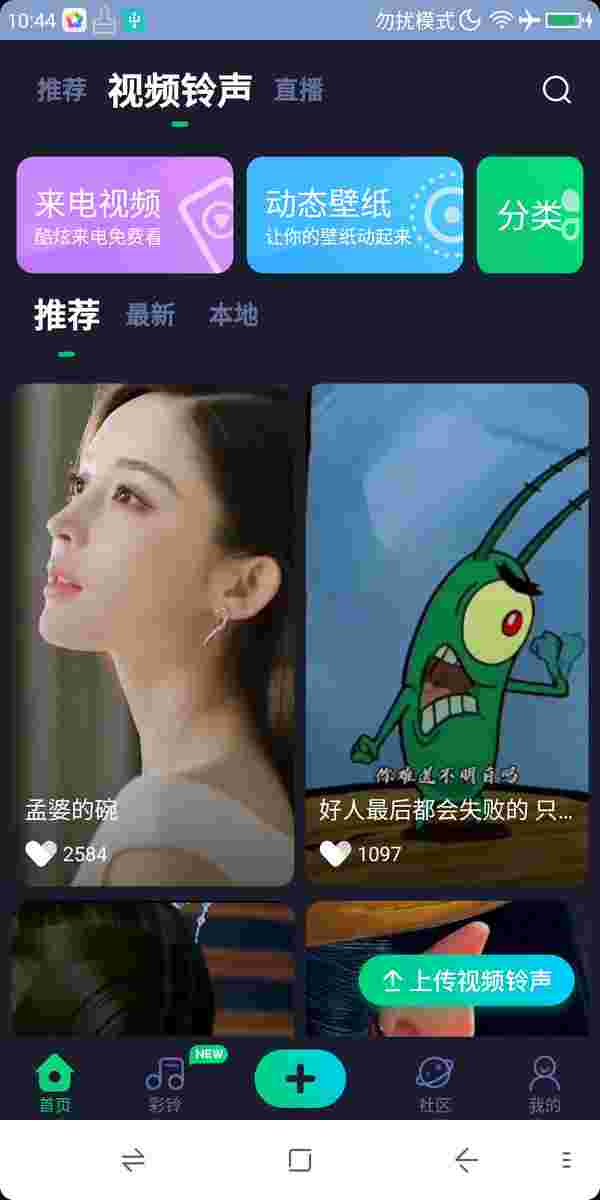 10:44
勿扰模式
推荐 视频铃声 直播
来电视频
酷炫来电免费看
动态壁纸
让你的壁纸动起来
分类
推荐 最新 本地
你难道不明白吗
孟婆的碗
2584
好人最后都会失败的 只…
1097
上传视频铃声
NEW
首页 彩铃 社区 我的